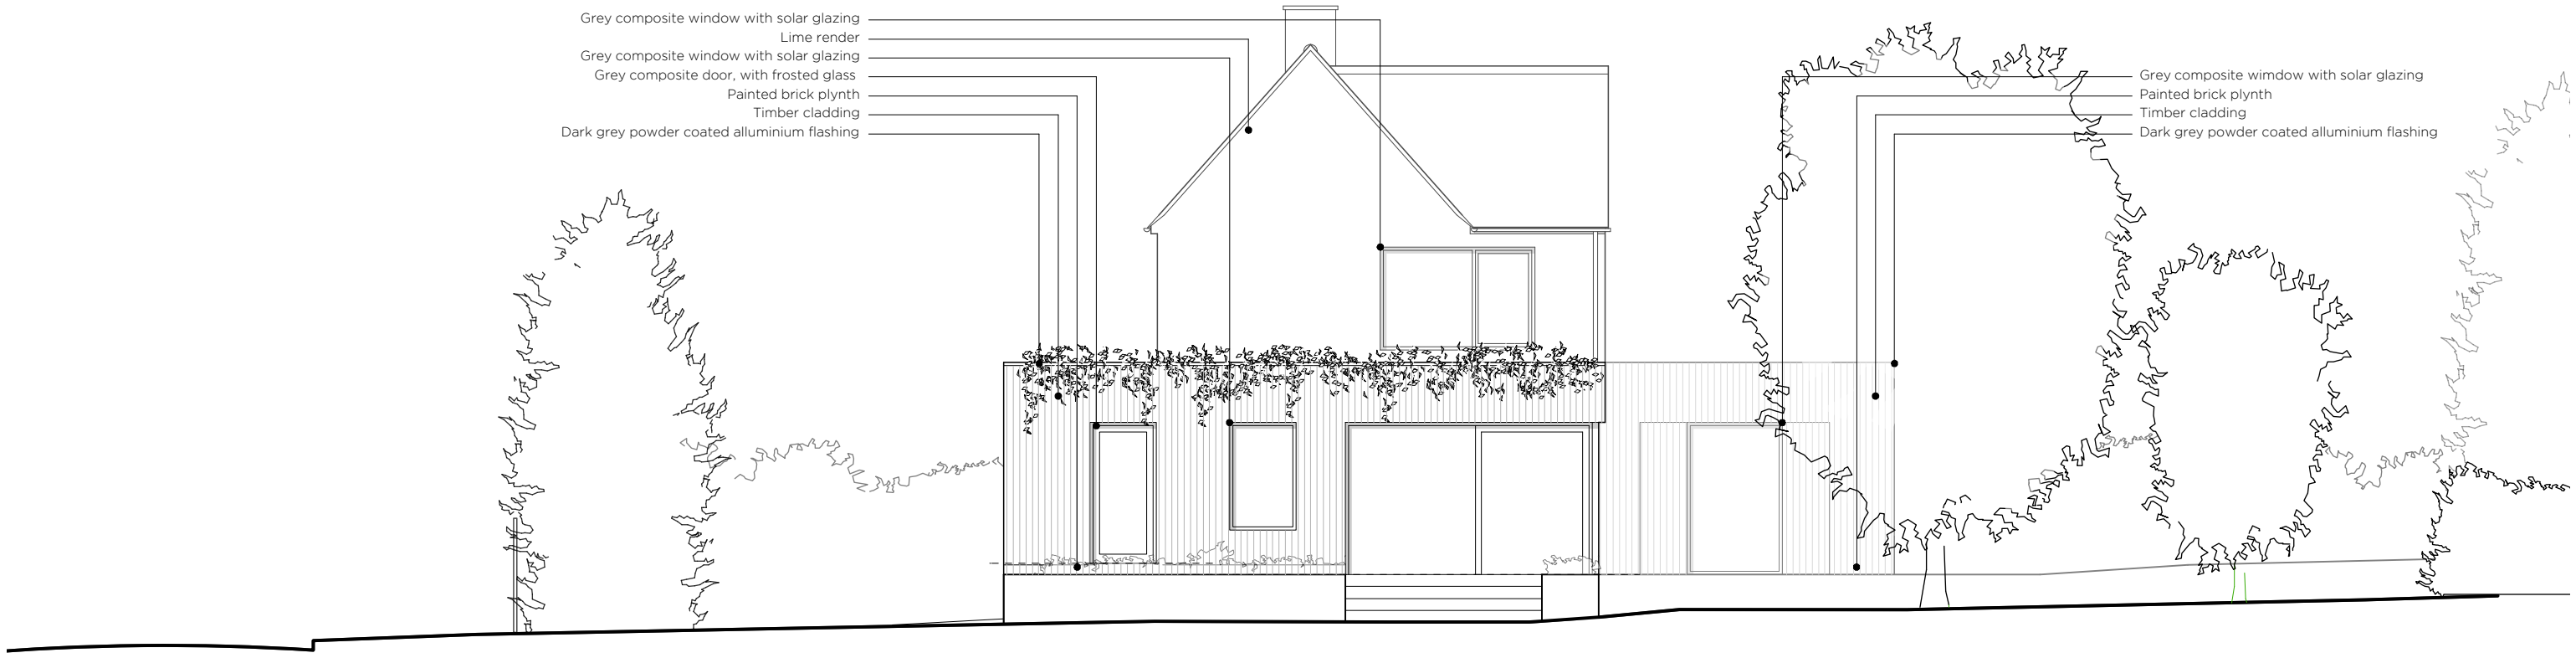 Grey composite window with solar glazing
Lime render
Grey composite window with solar glazing
Grey composite door, with frosted glass
Painted brick plynth
Timber cladding
Dark grey powder coated alluminium flashing
Grey composite wimdow with solar glazing
Painted brick plynth
Timber cladding
Dark grey powder coated alluminium flashing